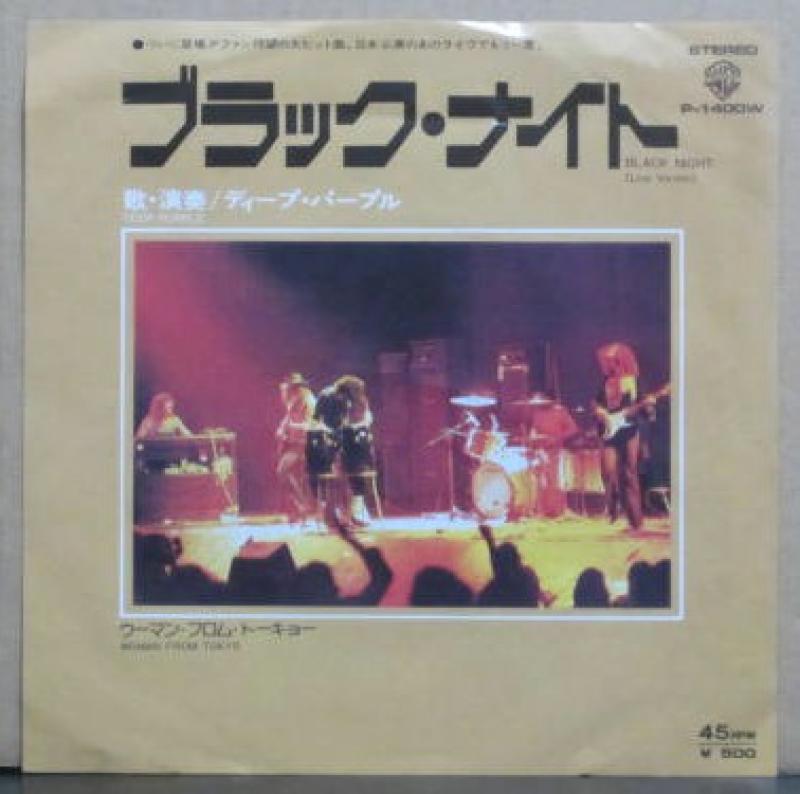 STEREO
P-1400W
ブラック・ナイト
BLACK NIGHT
(Live Version)
歌・演奏/ディープ・パープル
DEEP PURPLE
ウーマン・フロム・トーキョー
WOMAN FROM TOKYO
45RPM
¥ 500